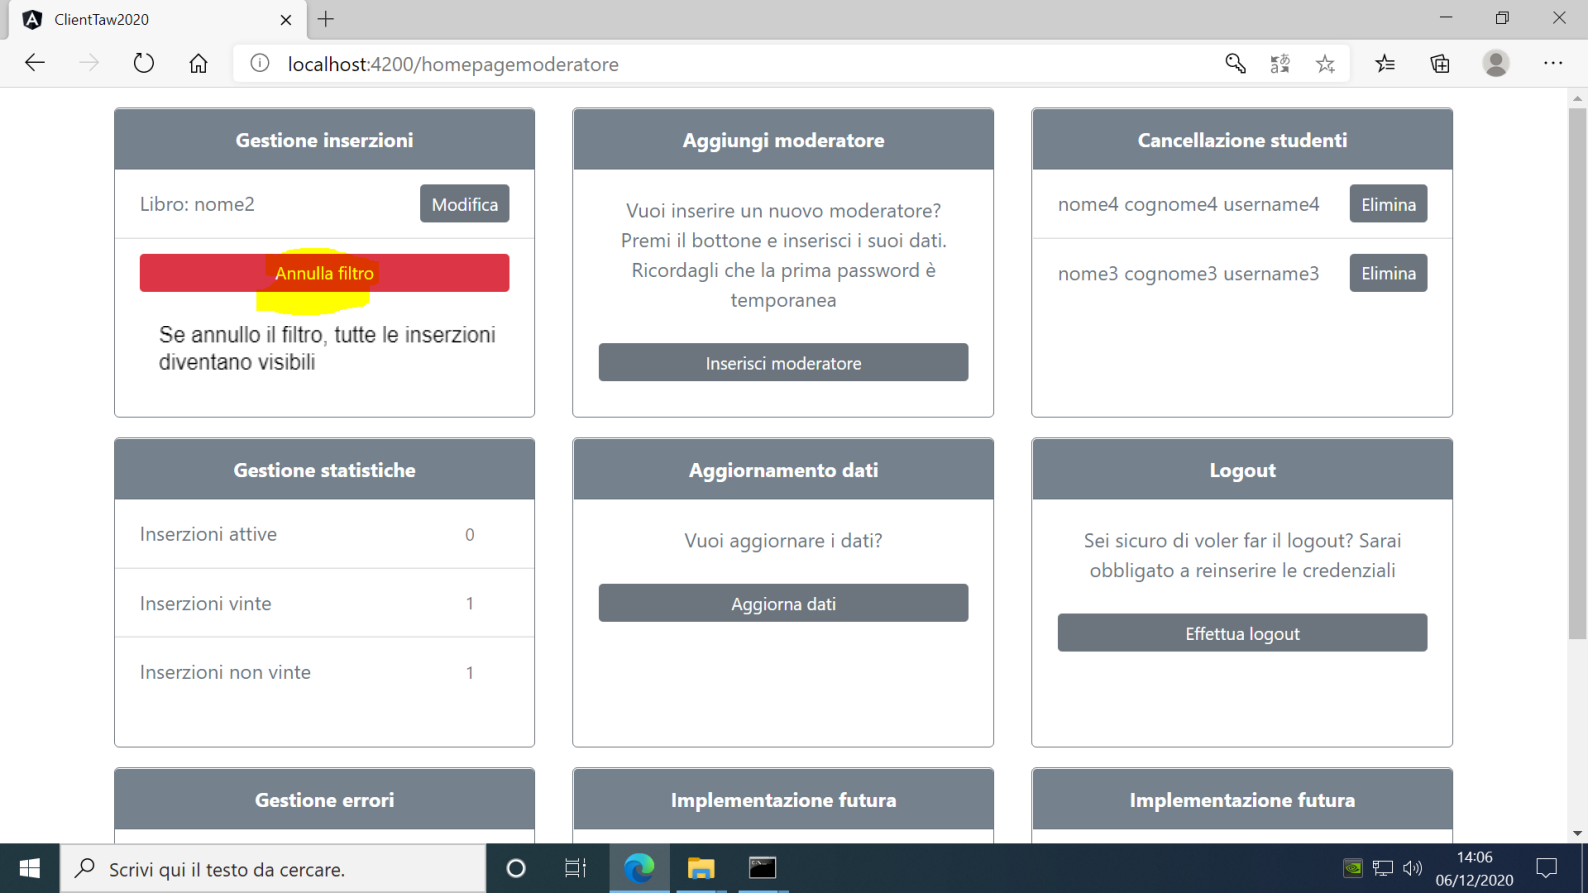 ClientTaw2020
localhost:4200/homepagemoderatore
Gestione inserzioni
Libro: nome2
Modifica
Annulla filtro
Se annullo il filtro, tutte le inserzioni
diventano visibili
Aggiungi moderatore
Vuoi inserire un nuovo moderatore?
Premi il bottone e inserisci i suoi dati.
Ricordagli che la prima password è
temporanea
Inserisci moderatore
Cancellazione studenti
nome4 cognome4 username4
Elimina
nome3 cognome3 username3
Elimina
Gestione statistiche
Inserzioni attive 0
Inserzioni vinte 1
Inserzioni non vinte 1
Aggiornamento dati
Vuoi aggiornare i dati?
Aggiorna dati
Logout
Sei sicuro di voler far il logout? Sarai
obbligato a reinserire le credenziali
Effettua logout
Gestione errori
Implementazione futura
Implementazione futura
Scrivi qui il testo da cercare.
14:06
06/12/2020